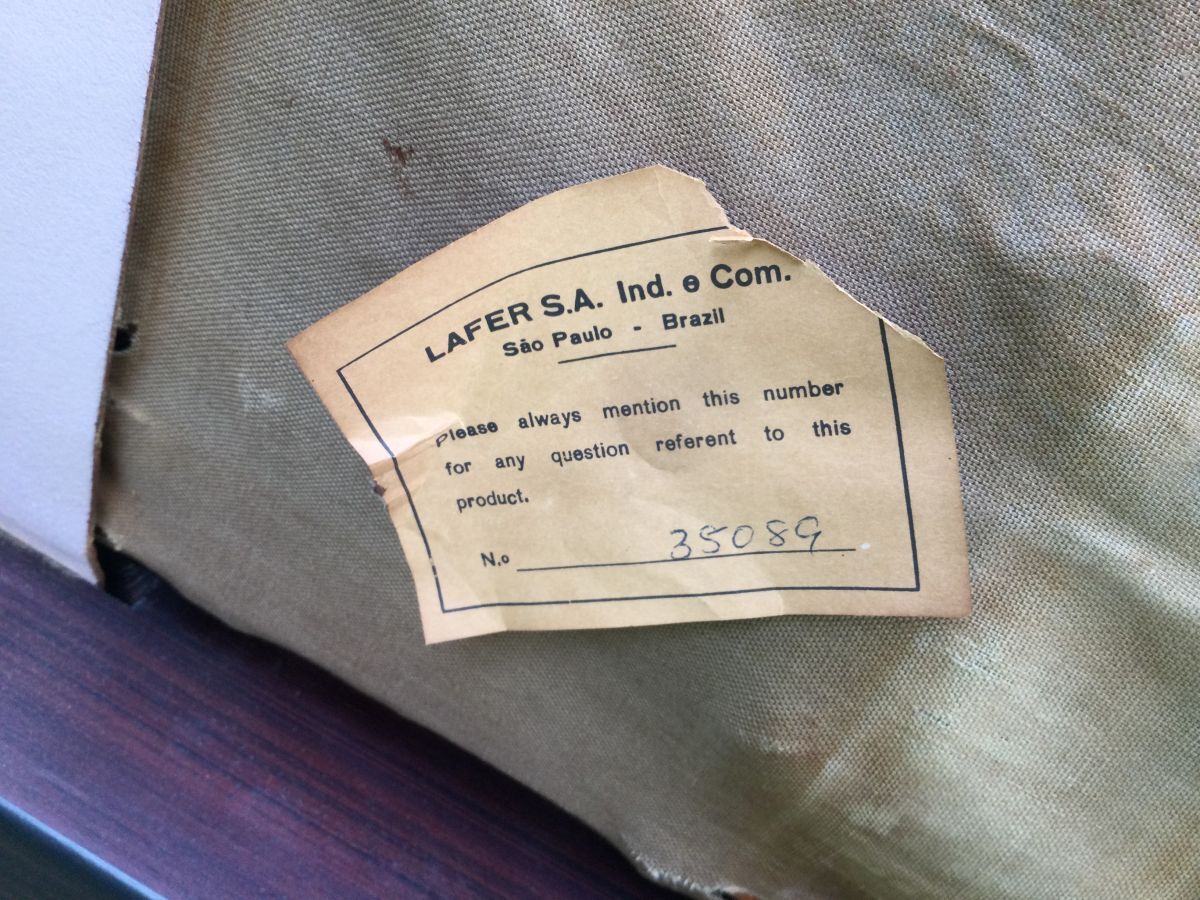 LAFER S.A. Ind. e Com.
São Paulo - Brazil
Please always mention this number
for any question referent to this
product.
N.o 35089